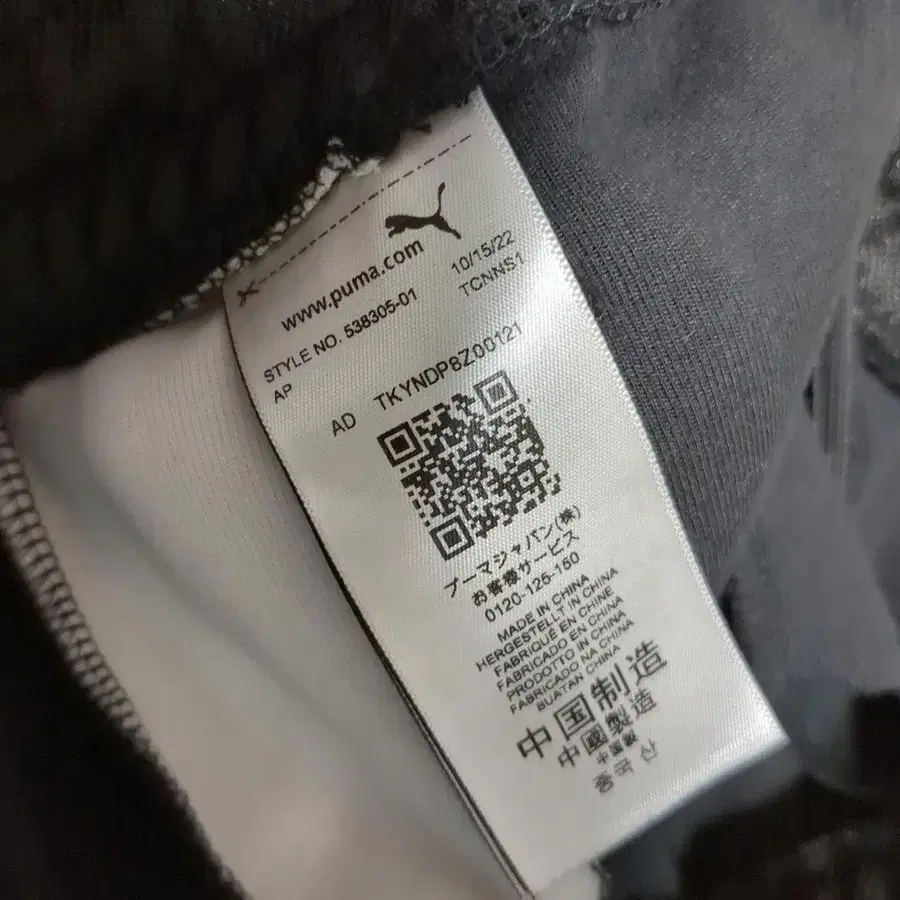 www.puma.com
10/15/22
STYLE NO. 538305-01
TCNNS1
AP
AD TKYNDP8Z00121
プーマジャパン(株)
お客様サービス
0120-125-150
MADE IN CHINA
HERGESTELLT IN CHINA
FABRIQUÉ EN CHINE
FABRICADO EN CHINA
PRODOTTO IN CHINA
FABRICADO NA CHINA
BUATAN CHINA
中国制造
中國製造
中国製
중국 산